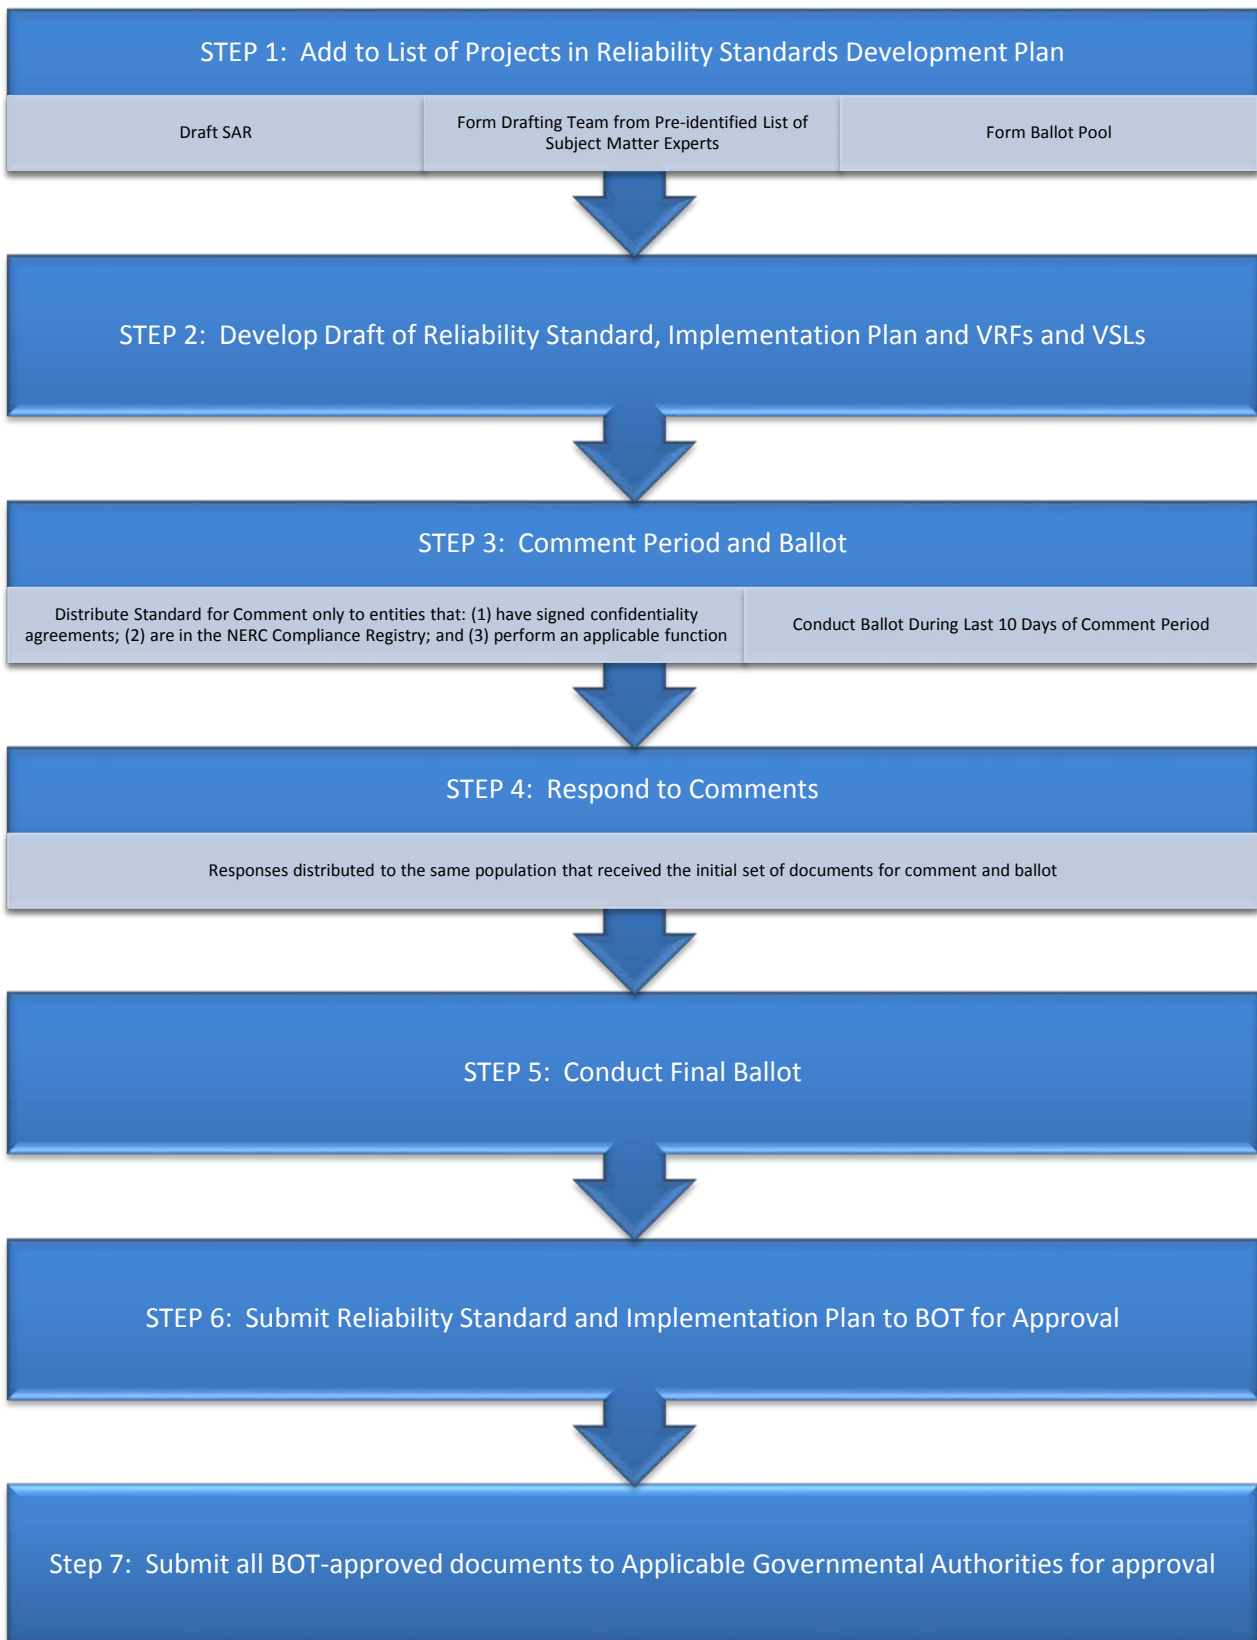 STEP 1: Add to List of Projects in Reliability Standards Development Plan
Draft SAR
Form Drafting Team from Pre-identified List of
Subject Matter Experts
Form Ballot Pool
STEP 2: Develop Draft of Reliability Standard, Implementation Plan and VRFs and VSLs
STEP 3: Comment Period and Ballot
Distribute Standard for Comment only to entities that: (1) have signed confidentiality
agreements; (2) are in the NERC Compliance Registry; and (3) perform an applicable function
Conduct Ballot During Last 10 Days of Comment Period
STEP 4: Respond to Comments
Responses distributed to the same population that received the initial set of documents for comment and ballot
STEP 5: Conduct Final Ballot
STEP 6: Submit Reliability Standard and Implementation Plan to BOT for Approval
Step 7: Submit all BOT-approved documents to Applicable Governmental Authorities for approval